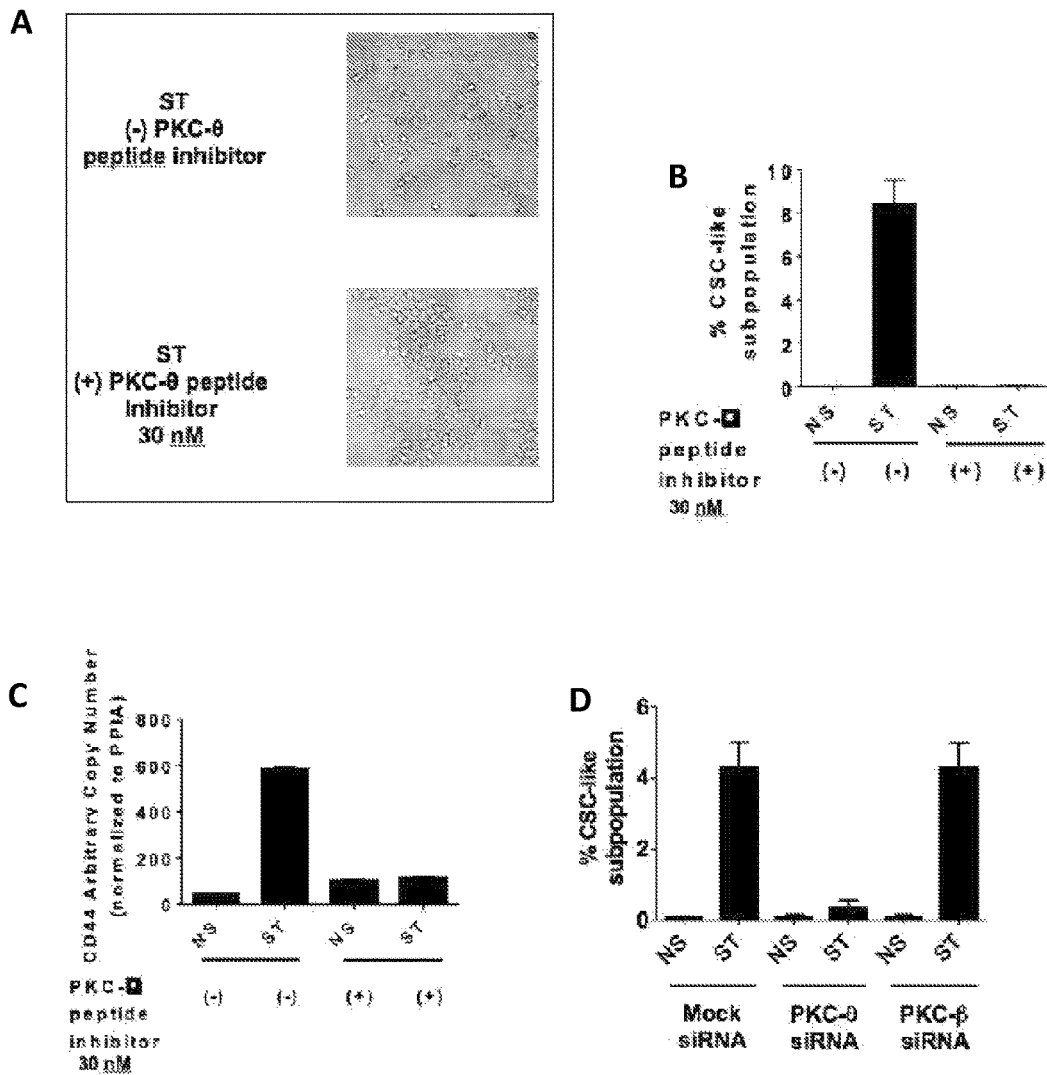 A
ST
(-) PKC-θ
peptide inhibitor
ST
(+) PKC-θ peptide
Inhibitor
30 nM
B
% CSC-like
subpopulation
10
8
6
4
2
0
NS
ST
NS
ST
PKC-
peptide
inhibitor
30 nM
(-)
(-)
(+)
(+)
C
CD44 Arbitrary Copy Number
(normalized to PPIA)
800
600
400
200
0
NS
ST
NS
ST
PKC-
peptide
inhibitor
30 nM
(-)
(-)
(+)
(+)
D
% CSC-like
subpopulation
6
4
2
0
NS
ST
NS
ST
NS
ST
Mock
siRNA
PKC-θ
siRNA
PKC-β
siRNA